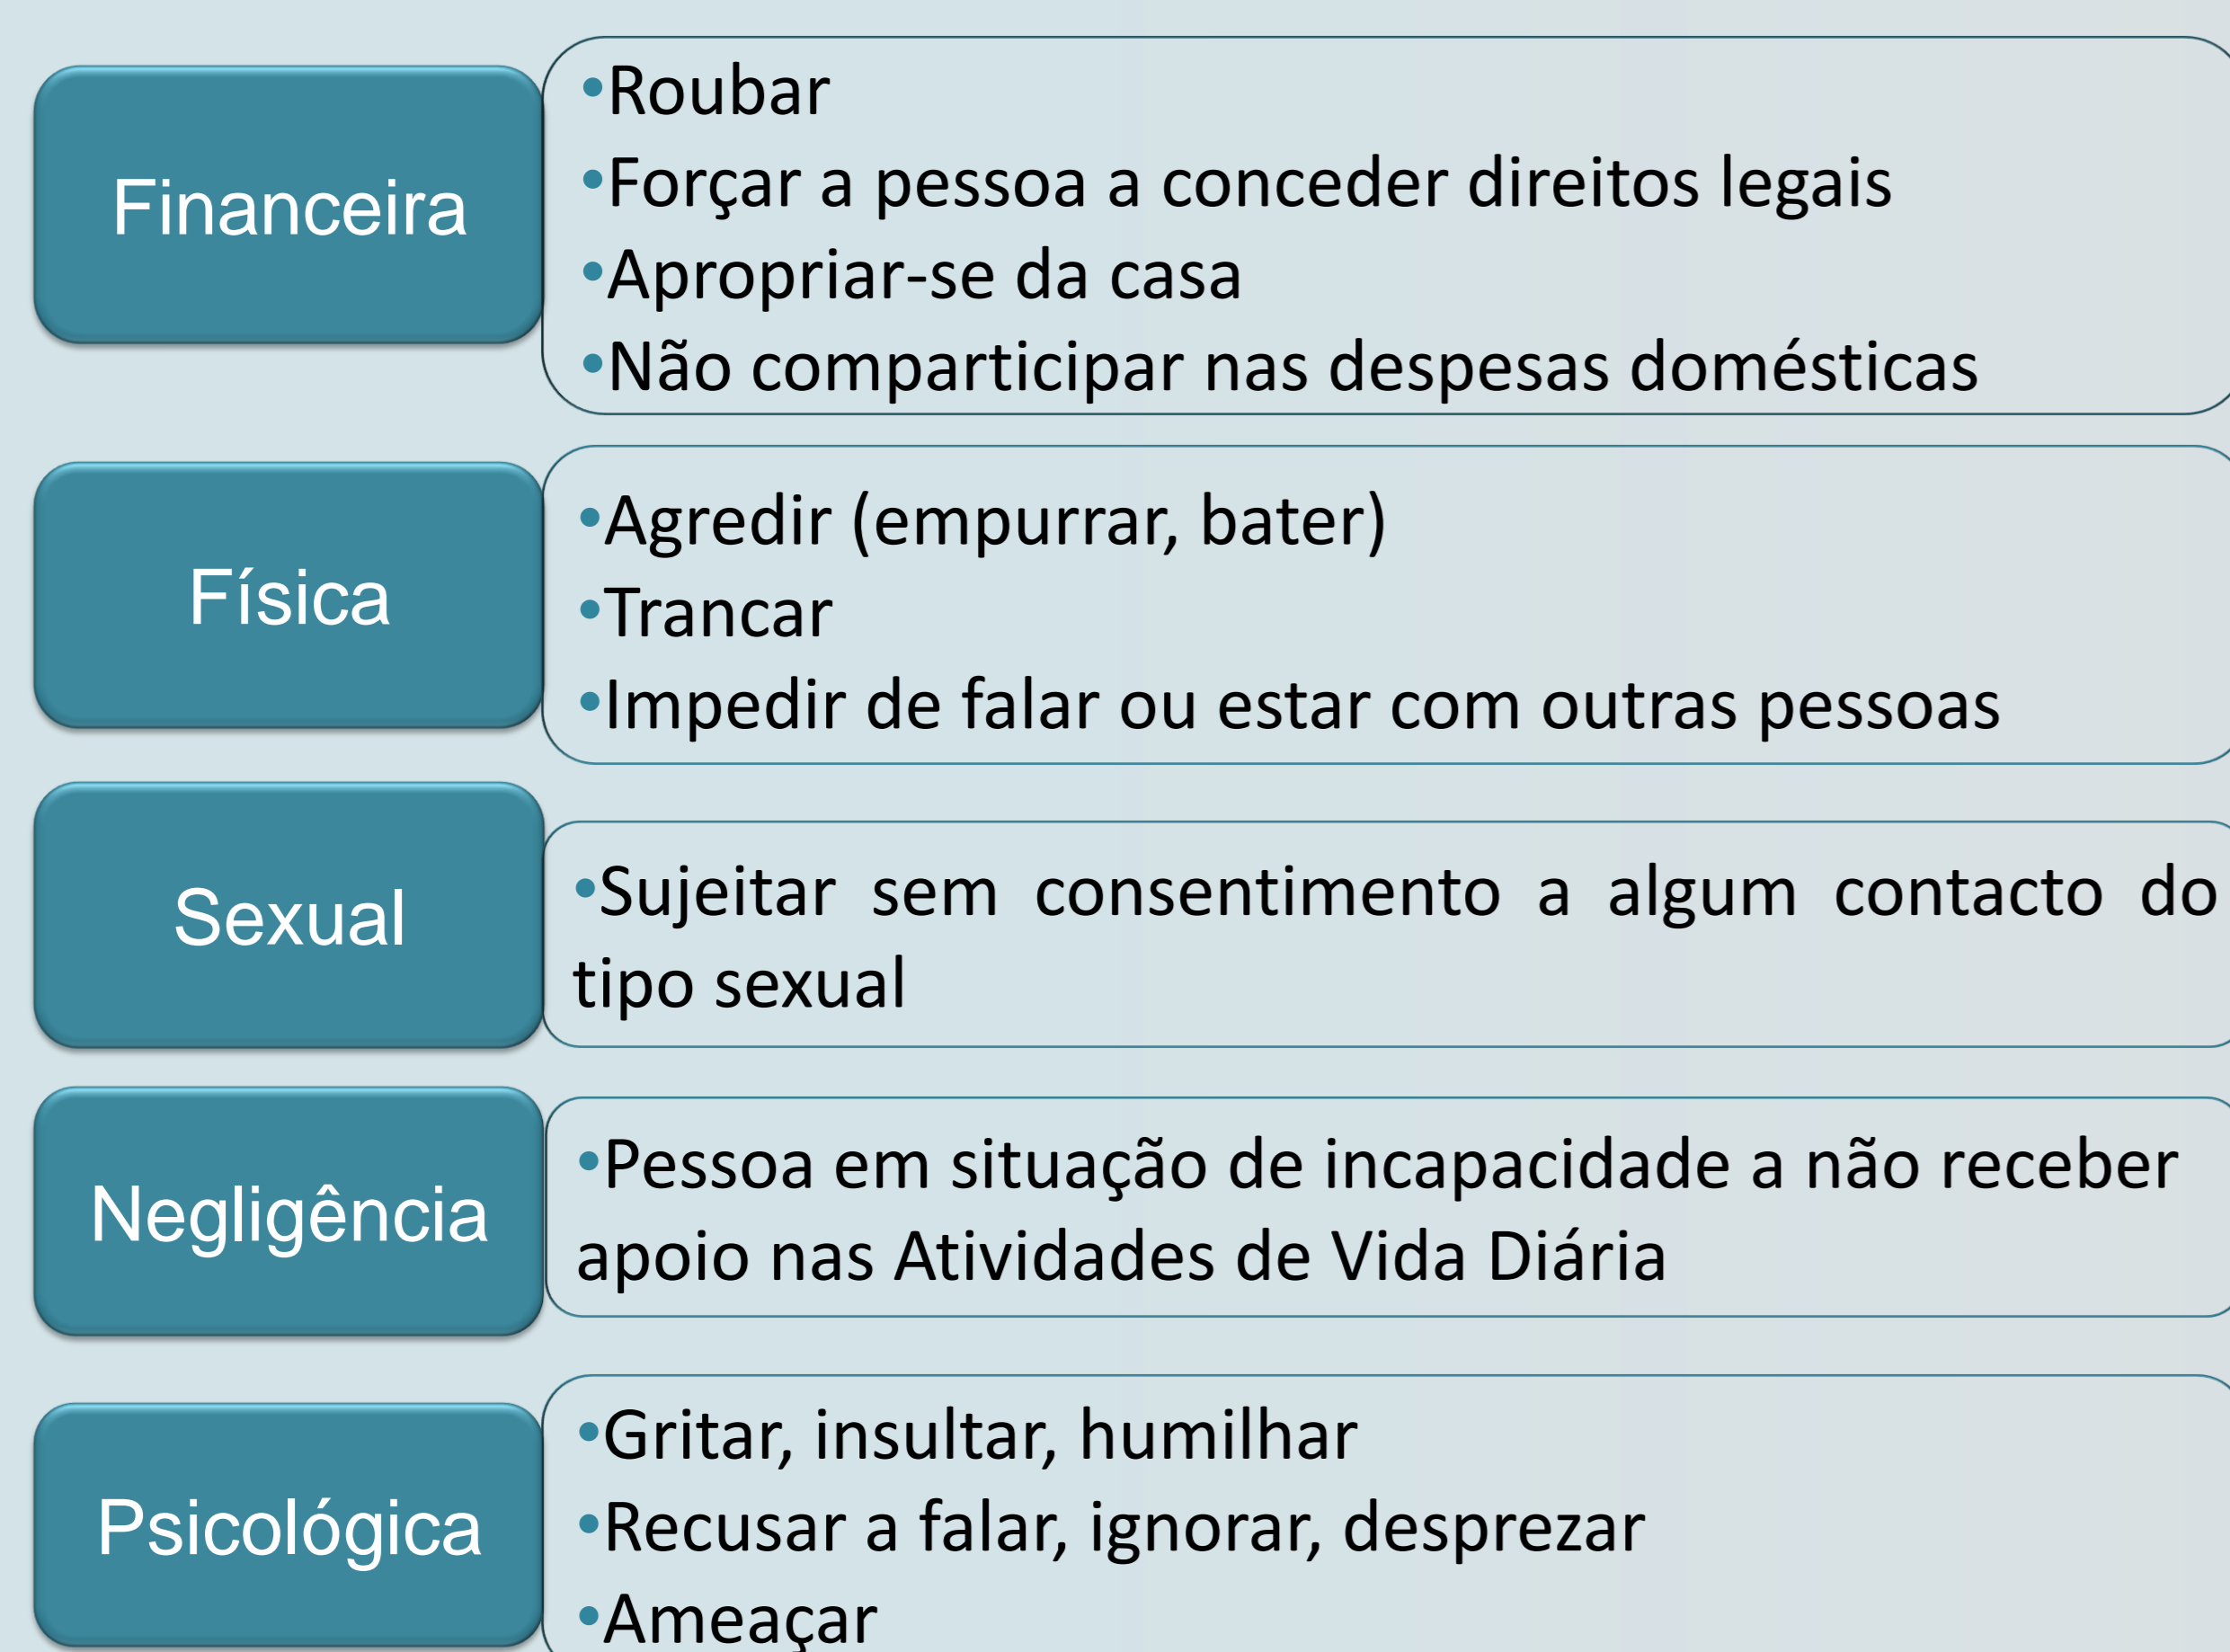 Financeira
•Roubar
•Forçar a pessoa a conceder direitos legais
•Apropriar-se da casa
•Não comparticipar nas despesas domésticas
Física
•Agredir (empurrar, bater)
•Trancar
•Impedir de falar ou estar com outras pessoas
Sexual
•Sujeitar sem consentimento a algum contacto do
tipo sexual
Negligência
•Pessoa em situação de incapacidade a não receber
apoio nas Atividades de Vida Diária
Psicológica
•Gritar, insultar, humilhar
•Recusar a falar, ignorar, desprezar
•Ameaçar